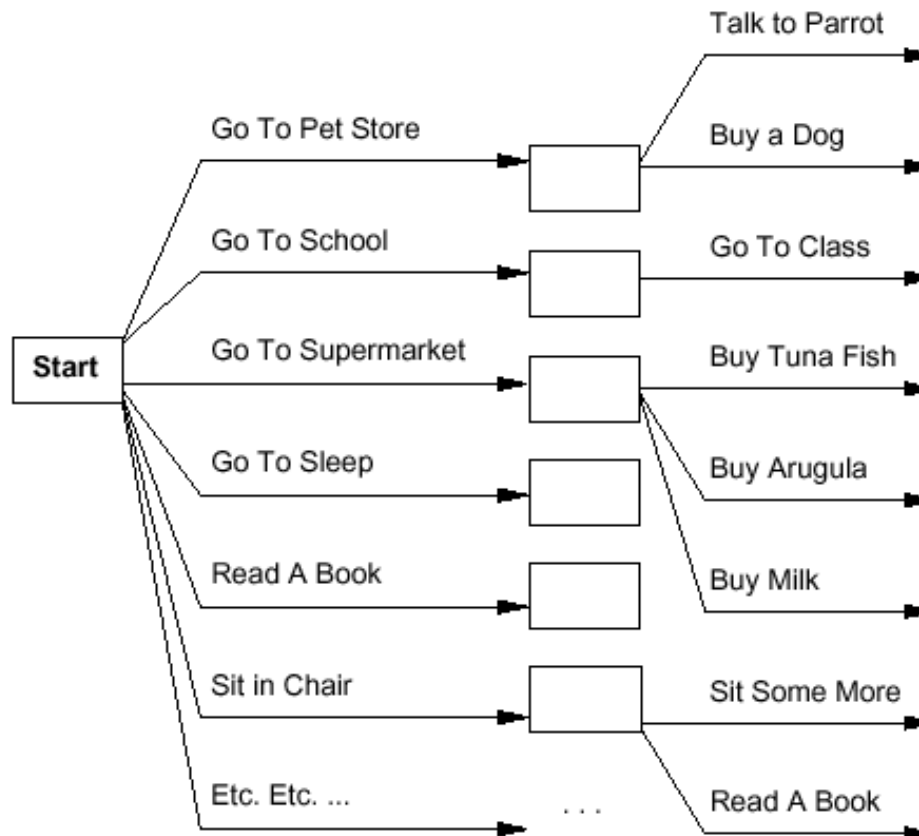 Talk to Parrot
Go To Pet Store
Buy a Dog
Go To School
Go To Class
Start
Go To Supermarket
Buy Tuna Fish
Go To Sleep
Buy Arugula
Read A Book
Buy Milk
Sit in Chair
Sit Some More
Etc. Etc. ...
. . .
Read A Book